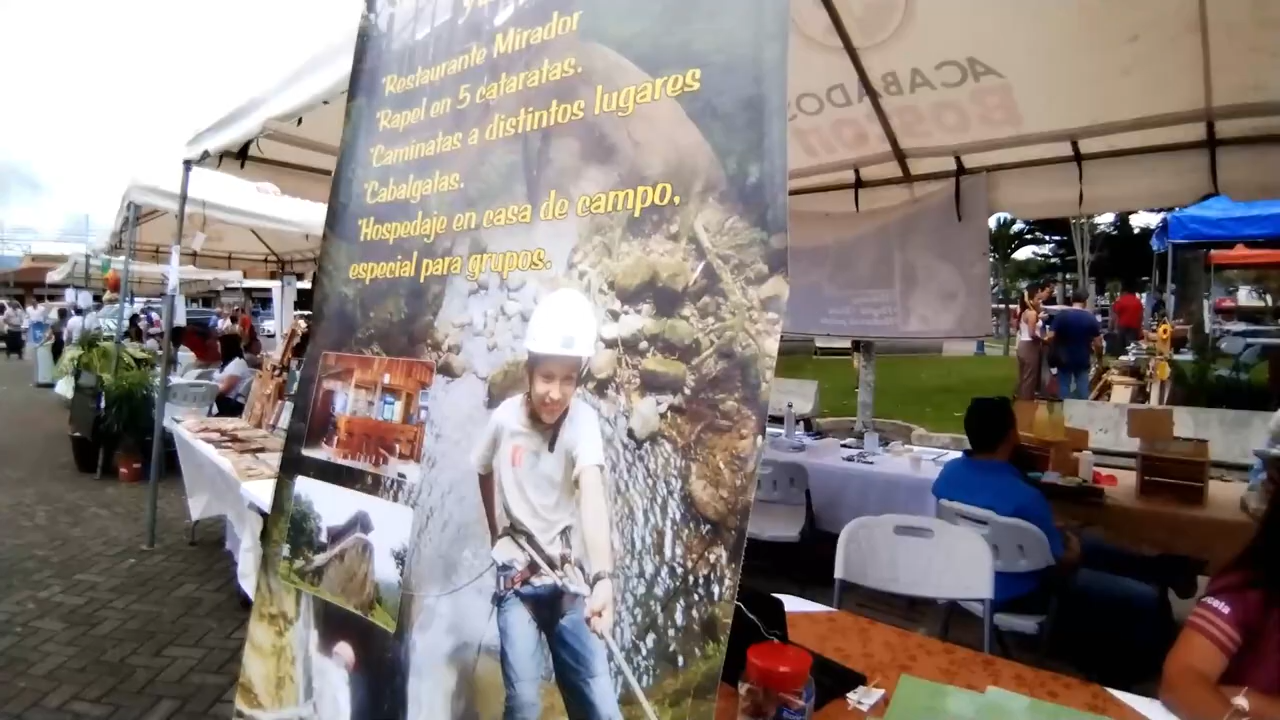 *Restaurante Mirador
*Rapel en 5 cataratas.
*Caminatas a distintos lugares
*Cabalgatas.
*Hospedaje en casa de campo,
especial para grupos.
ACABADOS
Boston